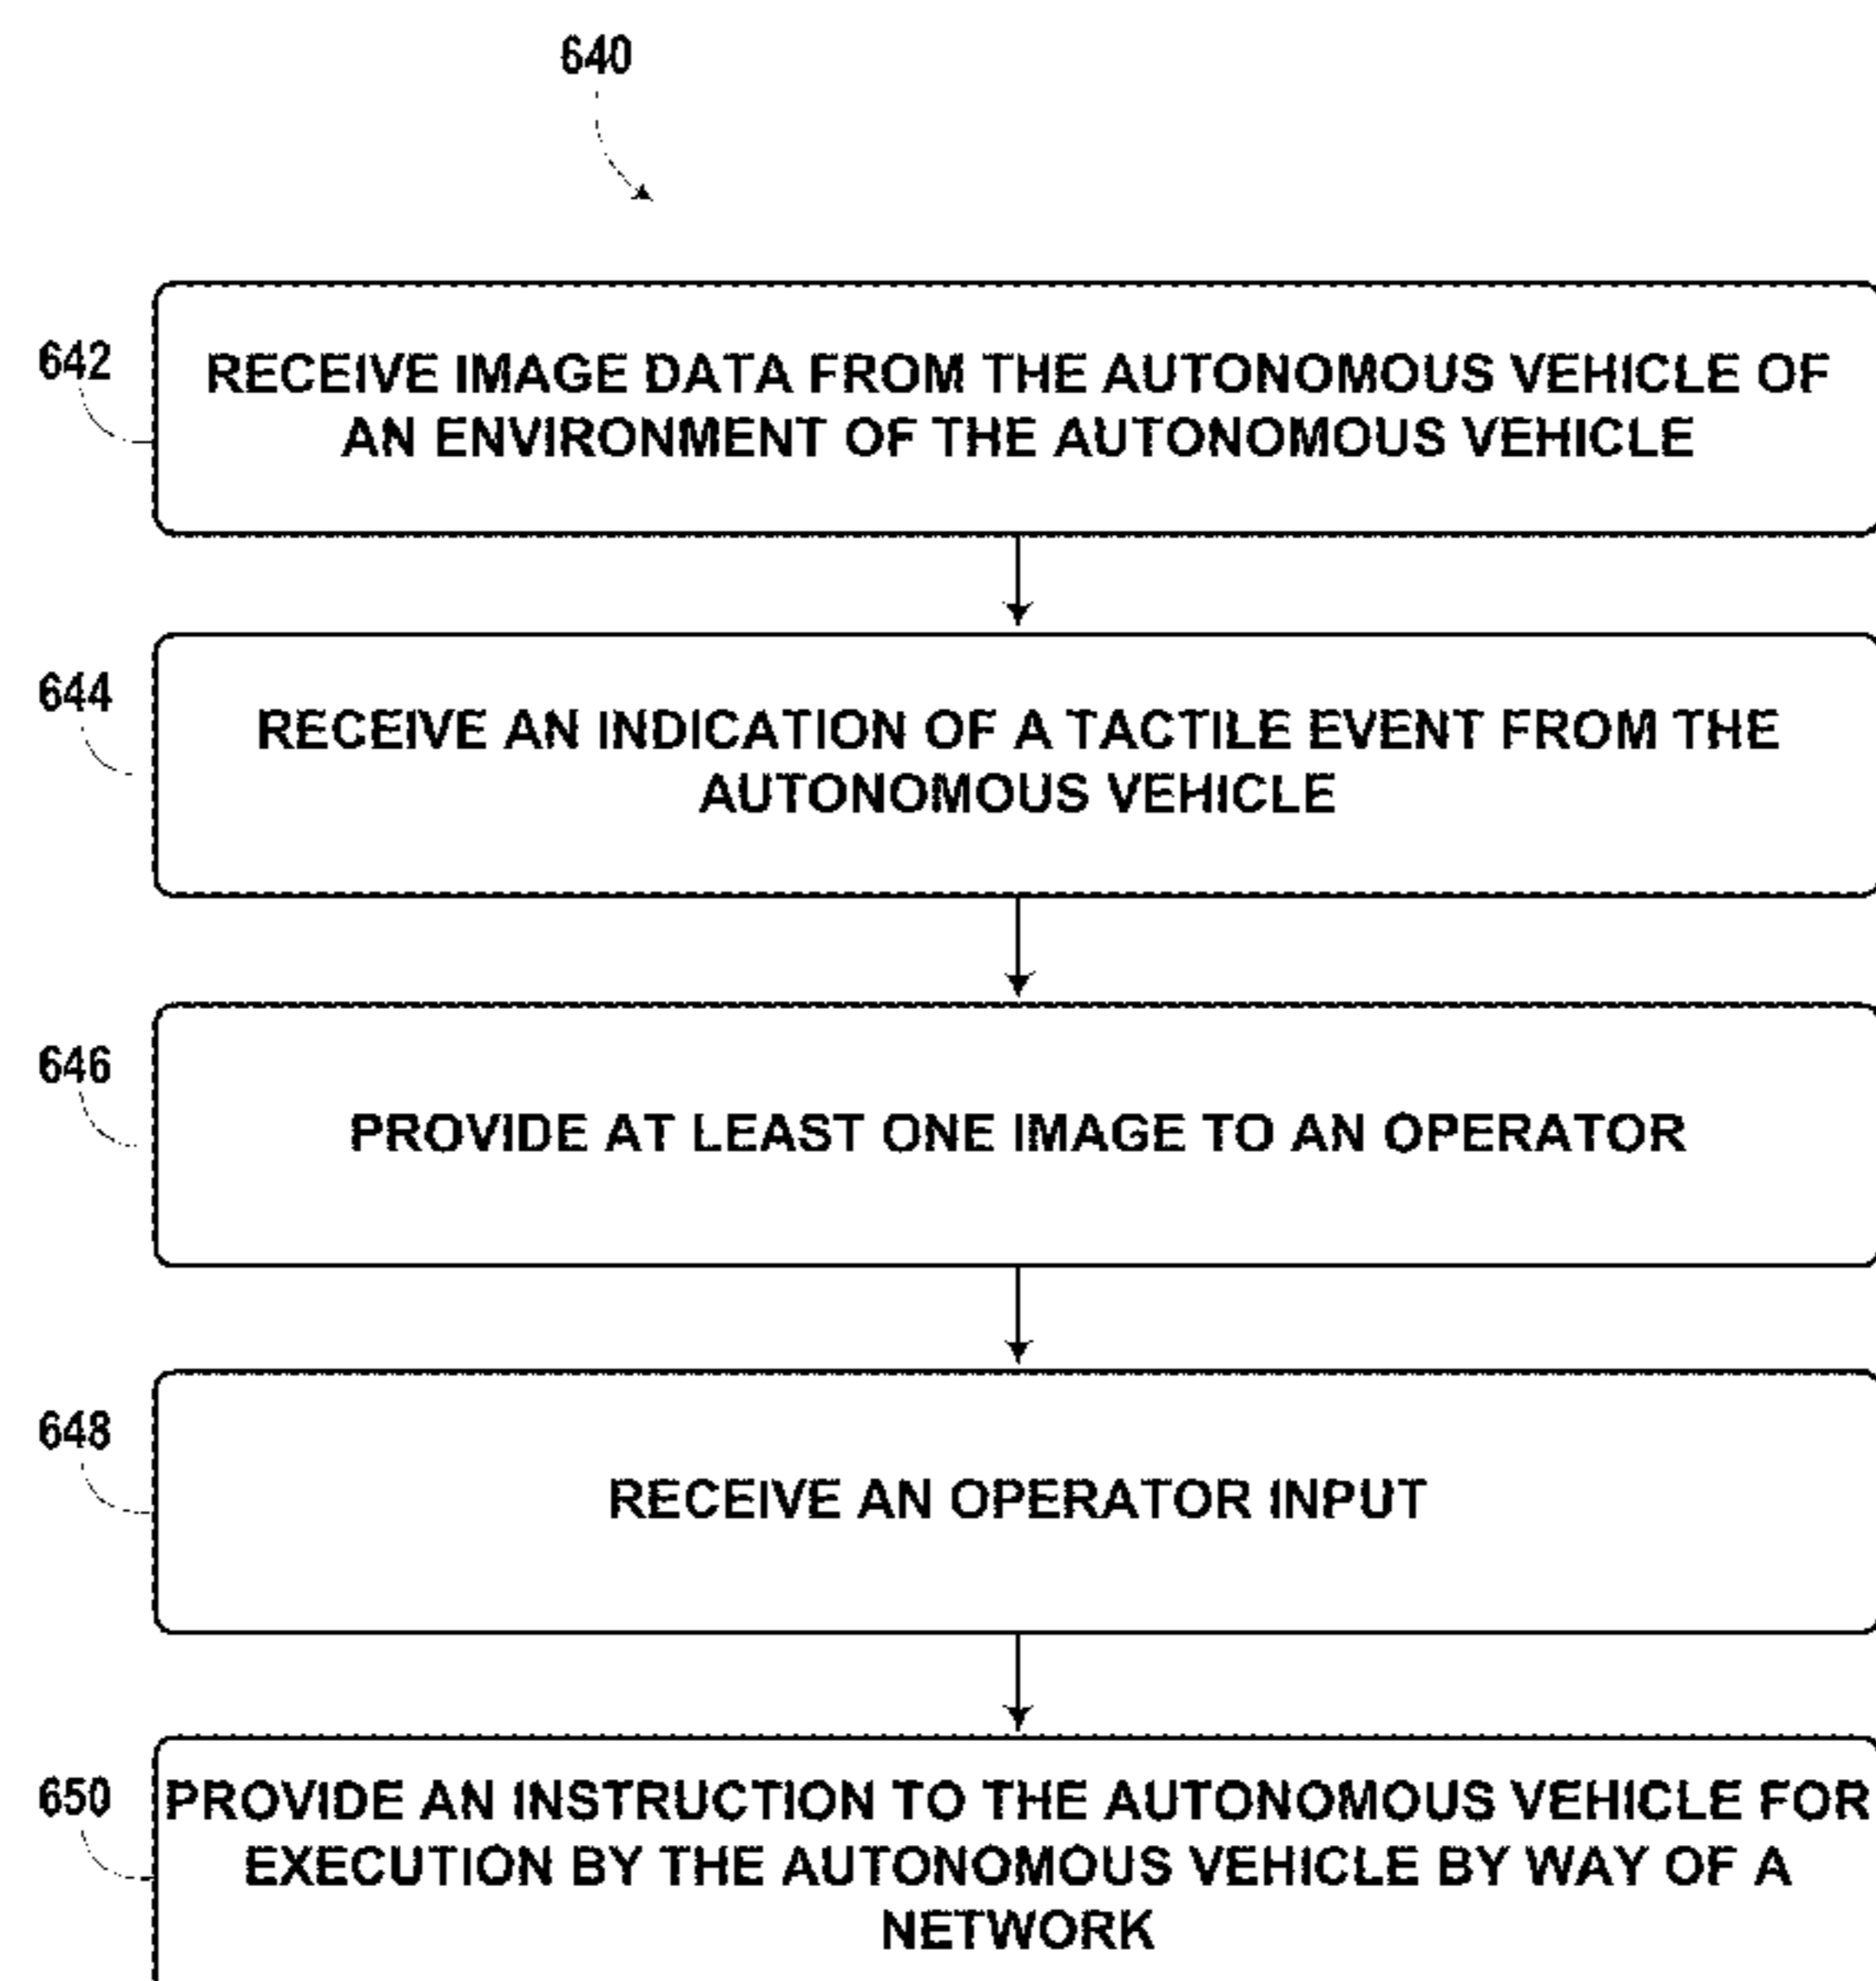 640
642
RECEIVE IMAGE DATA FROM THE AUTONOMOUS VEHICLE OF
AN ENVIRONMENT OF THE AUTONOMOUS VEHICLE
644
RECEIVE AN INDICATION OF A TACTILE EVENT FROM THE
AUTONOMOUS VEHICLE
646
PROVIDE AT LEAST ONE IMAGE TO AN OPERATOR
648
RECEIVE AN OPERATOR INPUT
650
PROVIDE AN INSTRUCTION TO THE AUTONOMOUS VEHICLE FOR
EXECUTION BY THE AUTONOMOUS VEHICLE BY WAY OF A
NETWORK